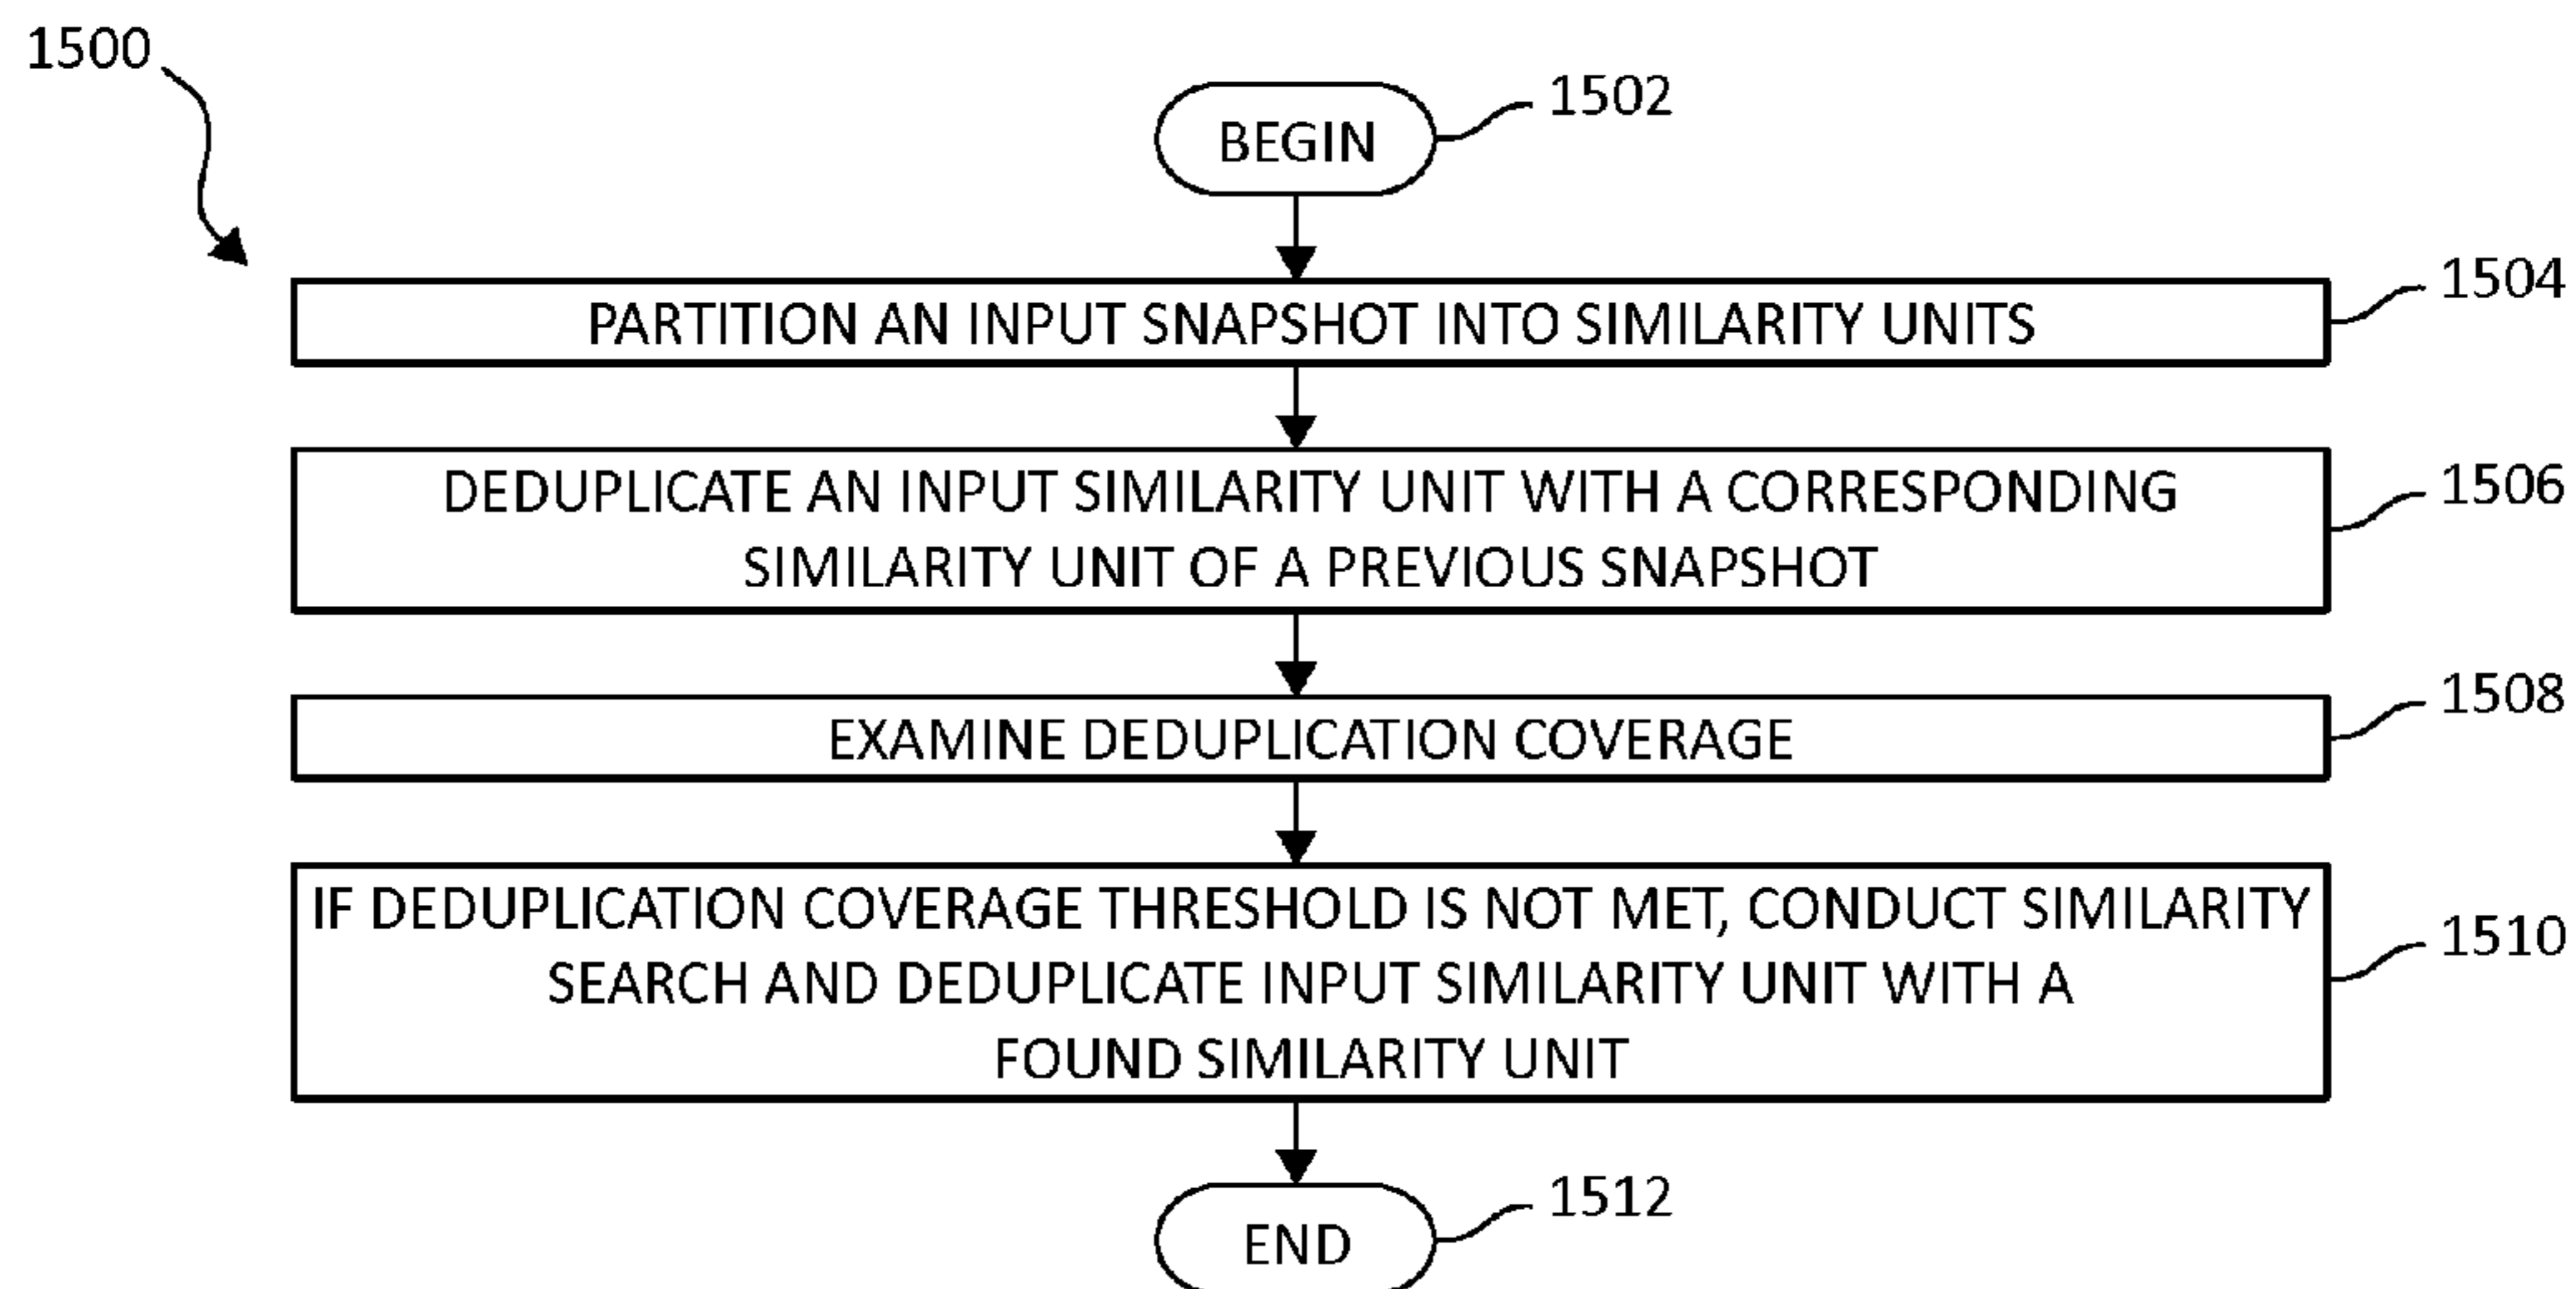 1500
BEGIN
1502
PARTITION AN INPUT SNAPSHOT INTO SIMILARITY UNITS
1504
DEDUPLICATE AN INPUT SIMILARITY UNIT WITH A CORRESPONDING
SIMILARITY UNIT OF A PREVIOUS SNAPSHOT
1506
EXAMINE DEDUPLICATION COVERAGE
1508
IF DEDUPLICATION COVERAGE THRESHOLD IS NOT MET, CONDUCT SIMILARITY
SEARCH AND DEDUPLICATE INPUT SIMILARITY UNIT WITH A
FOUND SIMILARITY UNIT
1510
END
1512